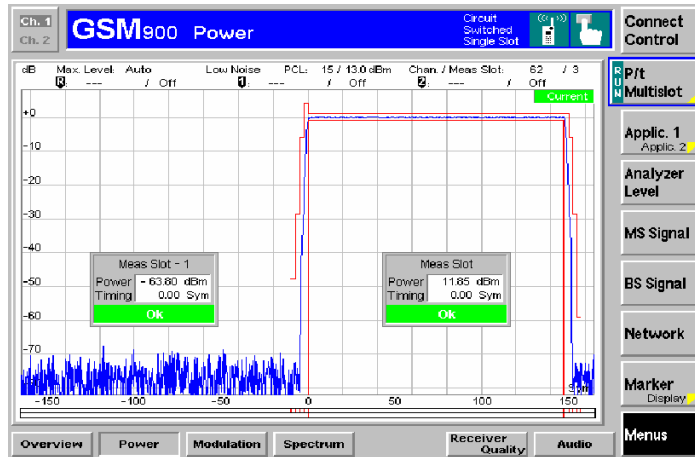 Ch. 1
Ch. 2
GSM900 Power
Circuit
Switched
Single Slot
Connect
Control
dB Max. Level: Auto Low Noise PCL: 15 / 13.0 dBm Chan. / Meas Slot: 62 / 3
R: --- / Off 1: --- / Off 2: --- / Off
Current
RUN
P/t
Multislot
Applic. 1
Applic. 2
Analyzer
Level
MS Signal
BS Signal
Network
Marker
Display
Menus
+0
-10
-20
-30
-40
-50
-60
-70
Meas Slot - 1
Power - 63.80 dBm
Timing 0.00 Sym
Ok
Meas Slot
Power 11.85 dBm
Timing 0.00 Sym
Ok
-150 -100 -50 0 50 100 150
Overview Power Modulation Spectrum Receiver Quality Audio